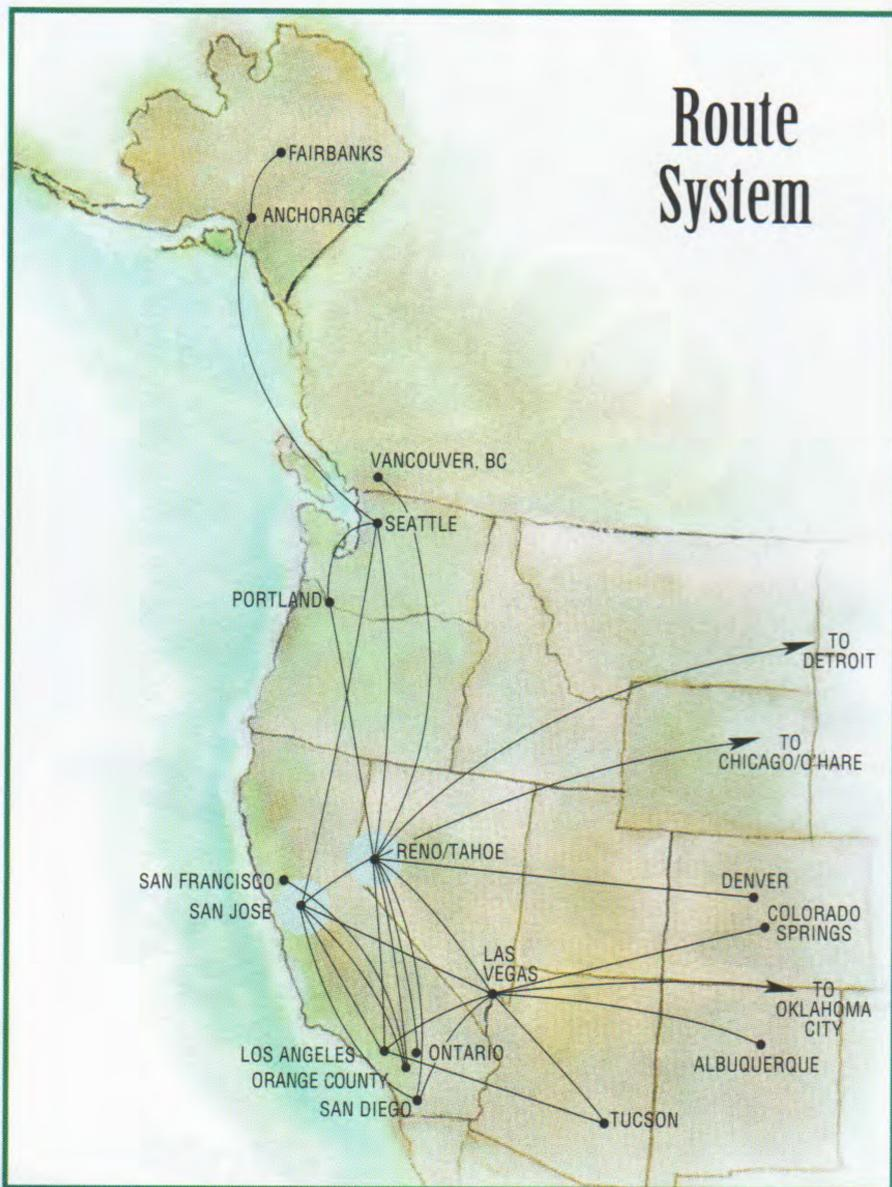 Route
System
FAIRBANKS
ANCHORAGE
VANCOUVER, BC
SEATTLE
PORTLAND
TO
DETROIT
TO
CHICAGO/O'HARE
RENO/TAHOE
SAN FRANCISCO
SAN JOSE
DENVER
COLORADO
SPRINGS
LAS
VEGAS
TO
OKLAHOMA
CITY
LOS ANGELES
ONTARIO
ALBUQUERQUE
ORANGE COUNTY
SAN DIEGO
TUCSON